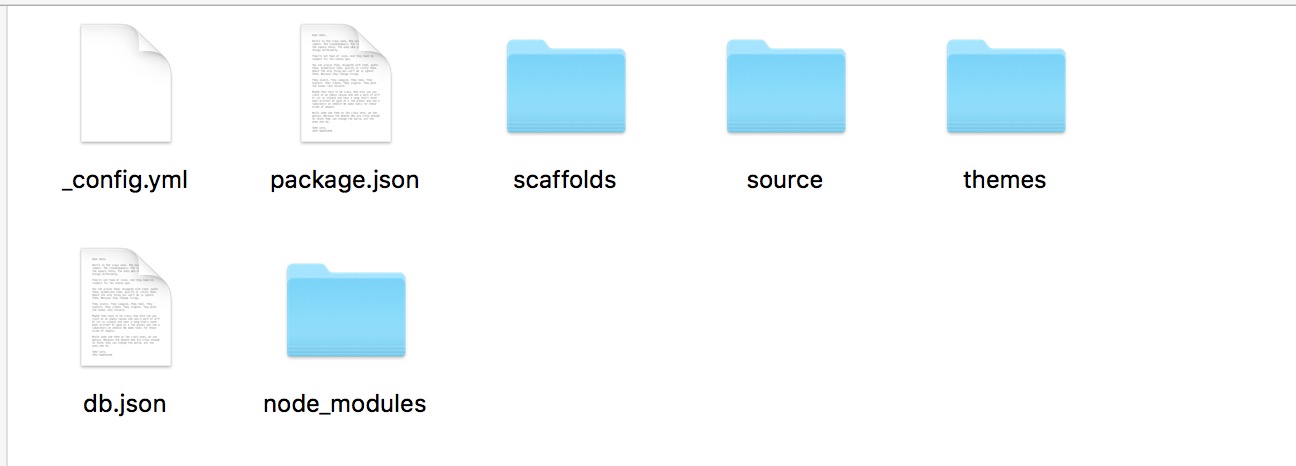 _config.yml
package.json
scaffolds
source
themes
db.json
node_modules